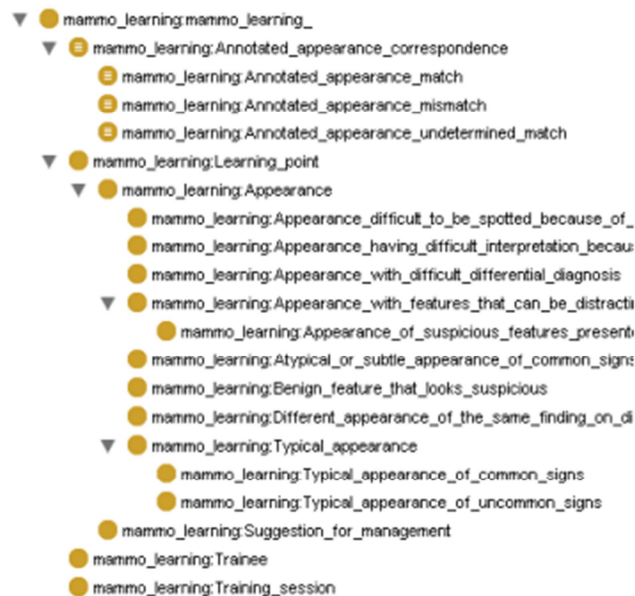 mammo_learning:mammo_learning_
mammo_learning:Annotated_appearance_correspondence
mammo_learning:Annotated_appearance_match
mammo_learning:Annotated_appearance_mismatch
mammo_learning:Annotated_appearance_undetermined_match
mammo_learning:Learning_point
mammo_learning:Appearance
mammo_learning:Appearance_difficult_to_be_spotted_because_of_
mammo_learning:Appearance_having_difficult_interpretation_becau
mammo_learning:Appearance_with_difficult_differential_diagnosis
mammo_learning:Appearance_with_features_that_can_be_distracti
mammo_learning:Appearance_of_suspicious_features_present
mammo_learning:Atypical_or_subtle_appearance_of_common_signs
mammo_learning:Benign_feature_that_looks_suspicious
mammo_learning:Different_appearance_of_the_same_finding_on_di
mammo_learning:Typical_appearance
mammo_learning:Typical_appearance_of_common_signs
mammo_learning:Typical_appearance_of_uncommon_signs
mammo_learning:Suggestion_for_management
mammo_learning:Trainee
mammo_learning:Training_session